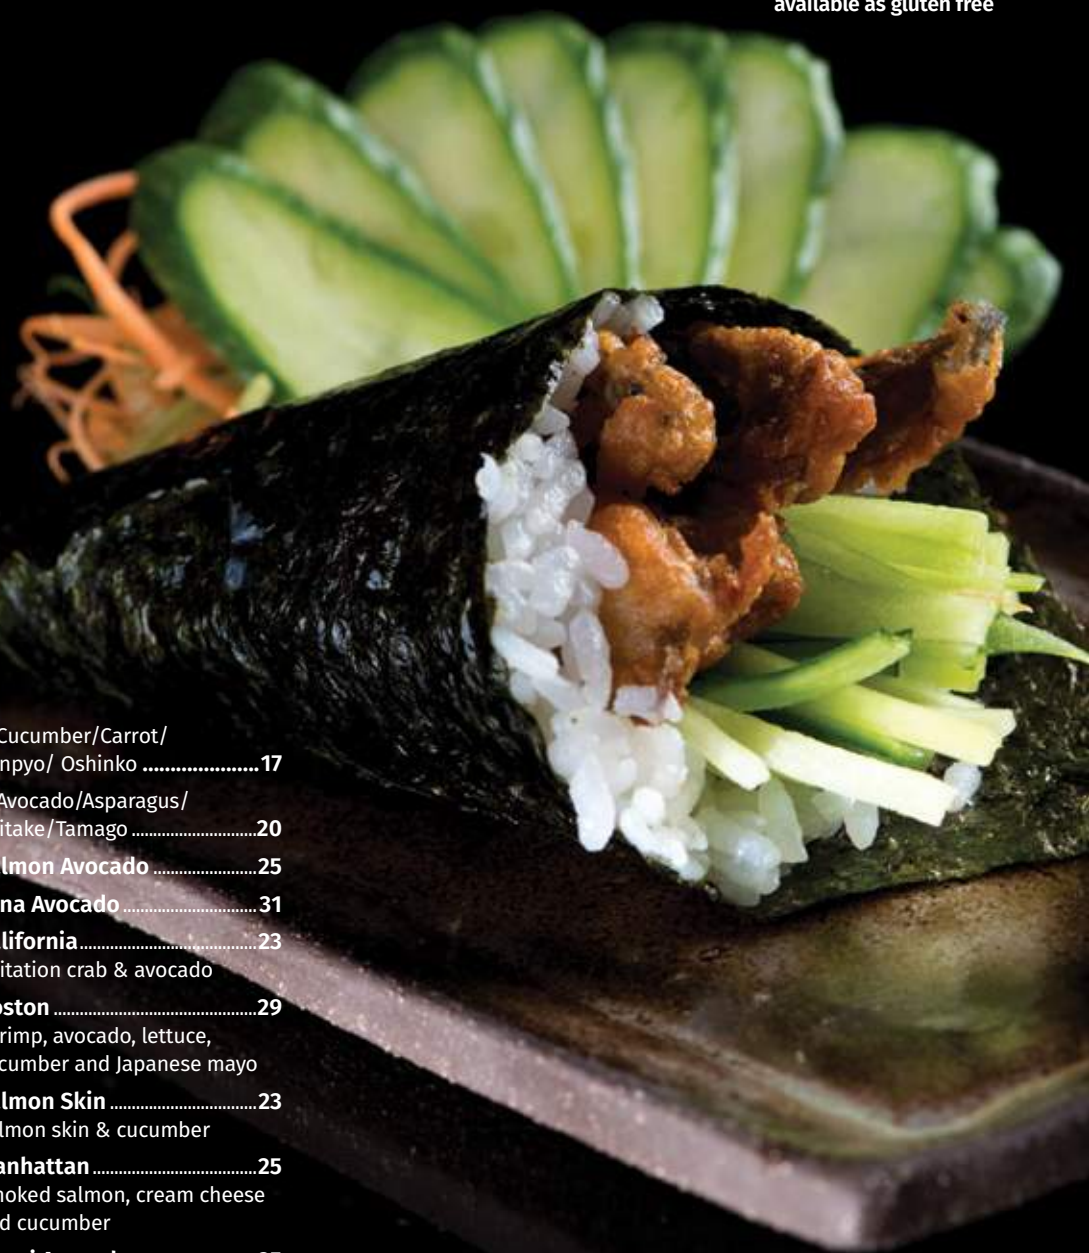 available as gluten free
Cucumber/Carrot/
npyo/ Oshinko .....................17
Avocado/Asparagus/
itake/Tamago ............................20
lmon Avocado ........................25
na Avocado ..............................31
lifornia ........................................23
itation crab & avocado
ston ..............................................29
rimp, avocado, lettuce,
cumber and Japanese mayo
lmon Skin .................................23
lmon skin & cucumber
anhattan .....................................25
noked salmon, cream cheese
d cucumber